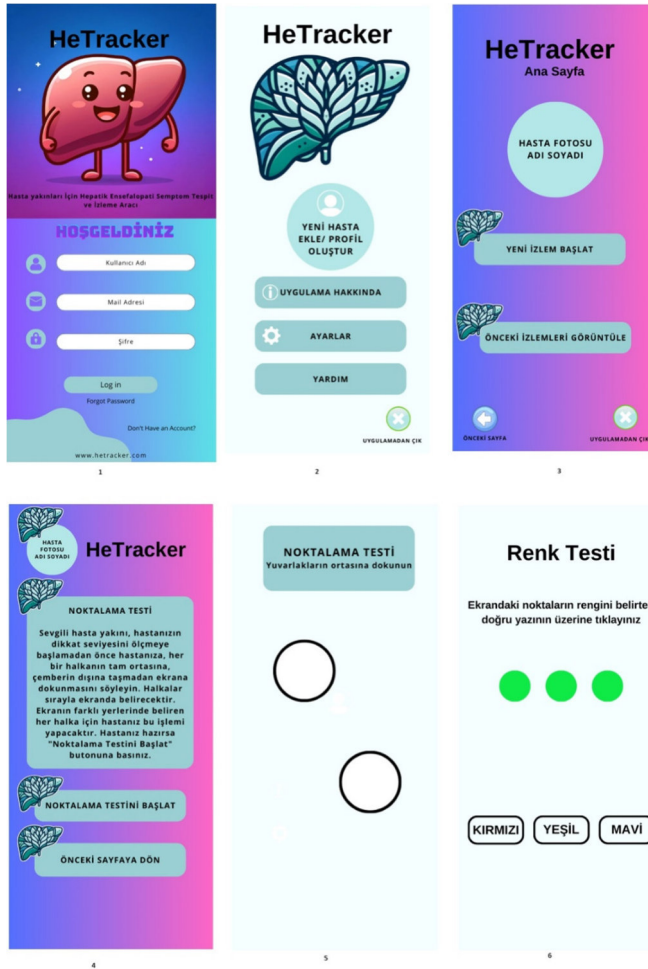 HeTracker
Hasta yakınları İçin Hepatik Ensefalopati Semptom Tespit
ve İzleme Aracı
HOŞGELDİNİZ
Kullanıcı Adı
Mail Adresi
Şifre
Log in
Forgot Password
Don't Have an Account?
www.hetracker.com
1
HeTracker
YENİ HASTA
EKLE/ PROFİL
OLUŞTUR
UYGULAMA HAKKINDA
AYARLAR
YARDIM
UYGULAMADAN ÇIK
2
HeTracker
Ana Sayfa
HASTA FOTOSU
ADI SOYADI
YENİ İZLEM BAŞLAT
ÖNCEKİ İZLEMLERİ GÖRÜNTÜLE
ÖNCEKİ SAYFA
UYGULAMADAN ÇIK
3
HASTA
FOTOSU
ADI SOYADI
HeTracker
NOKTALAMA TESTİ
Sevgili hasta yakını, hastanızın
dikkat seviyesini ölçmeye
başlamadan önce hastanıza, her
bir halkanın tam ortasına,
çemberin dışına taşmadan ekrana
dokunmasını söyleyin. Halkalar
sırayla ekranda belirecektir.
Ekranın farklı yerlerinde beliren
her halka için hastanız bu işlemi
yapacaktır. Hastanız hazırsa
"Noktalama Testini Başlat"
butonuna basınız.
NOKTALAMA TESTİNİ BAŞLAT
ÖNCEKİ SAYFAYA DÖN
4
NOKTALAMA TESTİ
Yuvarlakların ortasına dokunun
5
Renk Testi
Ekrandaki noktaların rengini belirte
doğru yazının üzerine tıklayınız
KIRMIZI
YEŞİL
MAVİ
6